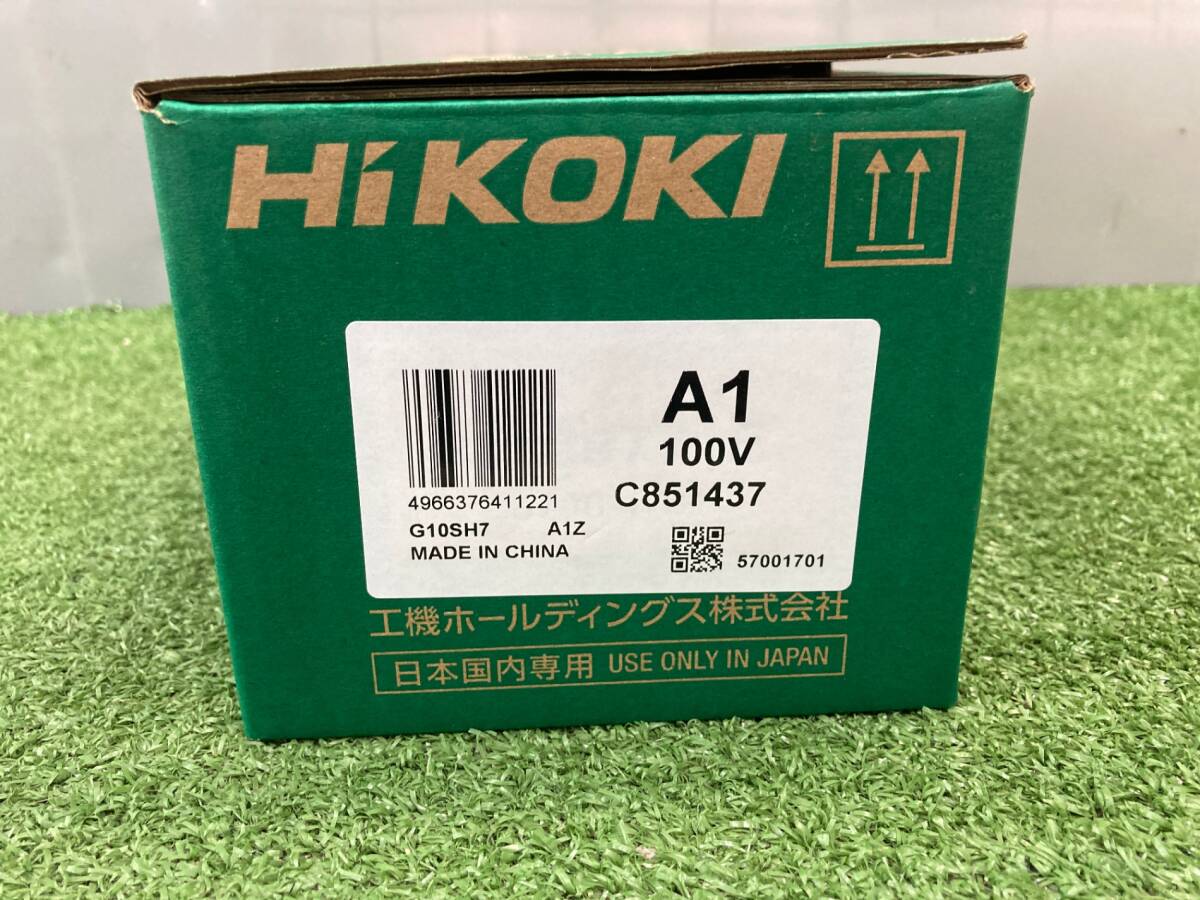 HiKOKI
A1
100V
4966376411221
C851437
G10SH7 A1Z
MADE IN CHINA
57001701
工機ホールディングス株式会社
日本国内専用 USE ONLY IN JAPAN